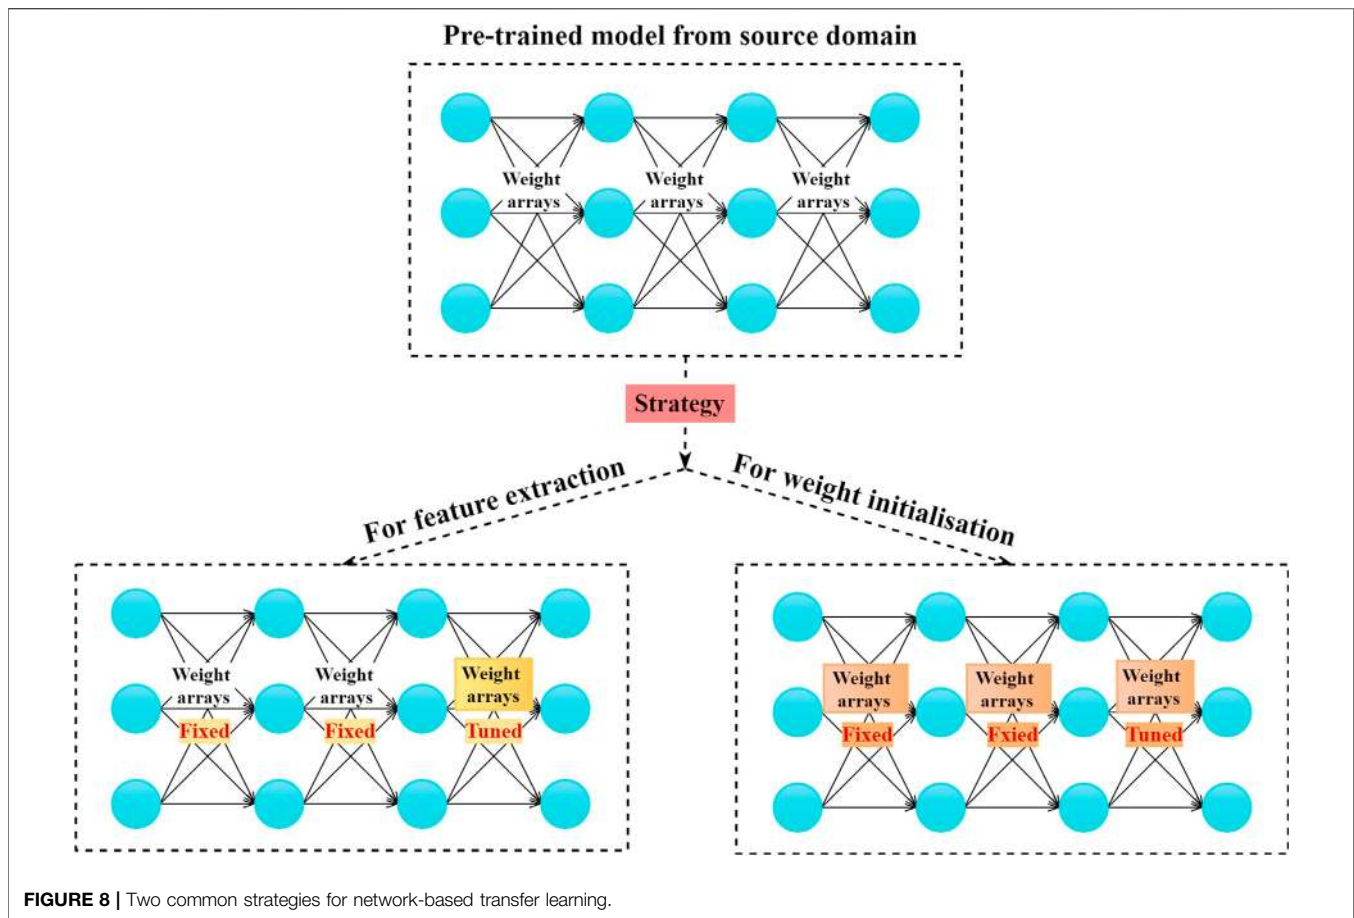 Pre-trained model from source domain
Weight
arrays
Weight
arrays
Weight
arrays
Strategy
For feature extraction
For weight initialisation
Weight
arrays
Fixed
Weight
arrays
Fixed
Weight
arrays
Tuned
Weight
arrays
Fixed
Weight
arrays
Fxied
Weight
arrays
Tuned
FIGURE 8 | Two common strategies for network-based transfer learning.